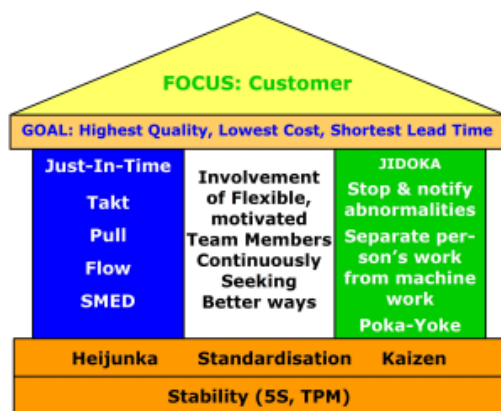 FOCUS: Customer
GOAL: Highest Quality, Lowest Cost, Shortest Lead Time
Just-In-Time
Takt
Pull
Flow
SMED
Involvement
of Flexible,
motivated
Team Members
Continuously
Seeking
Better ways
JIDOKA
Stop & notify
abnormalities
Separate per-
son's work
from machine
work
Poka-Yoke
Heijunka Standardisation Kaizen
Stability (5S, TPM)